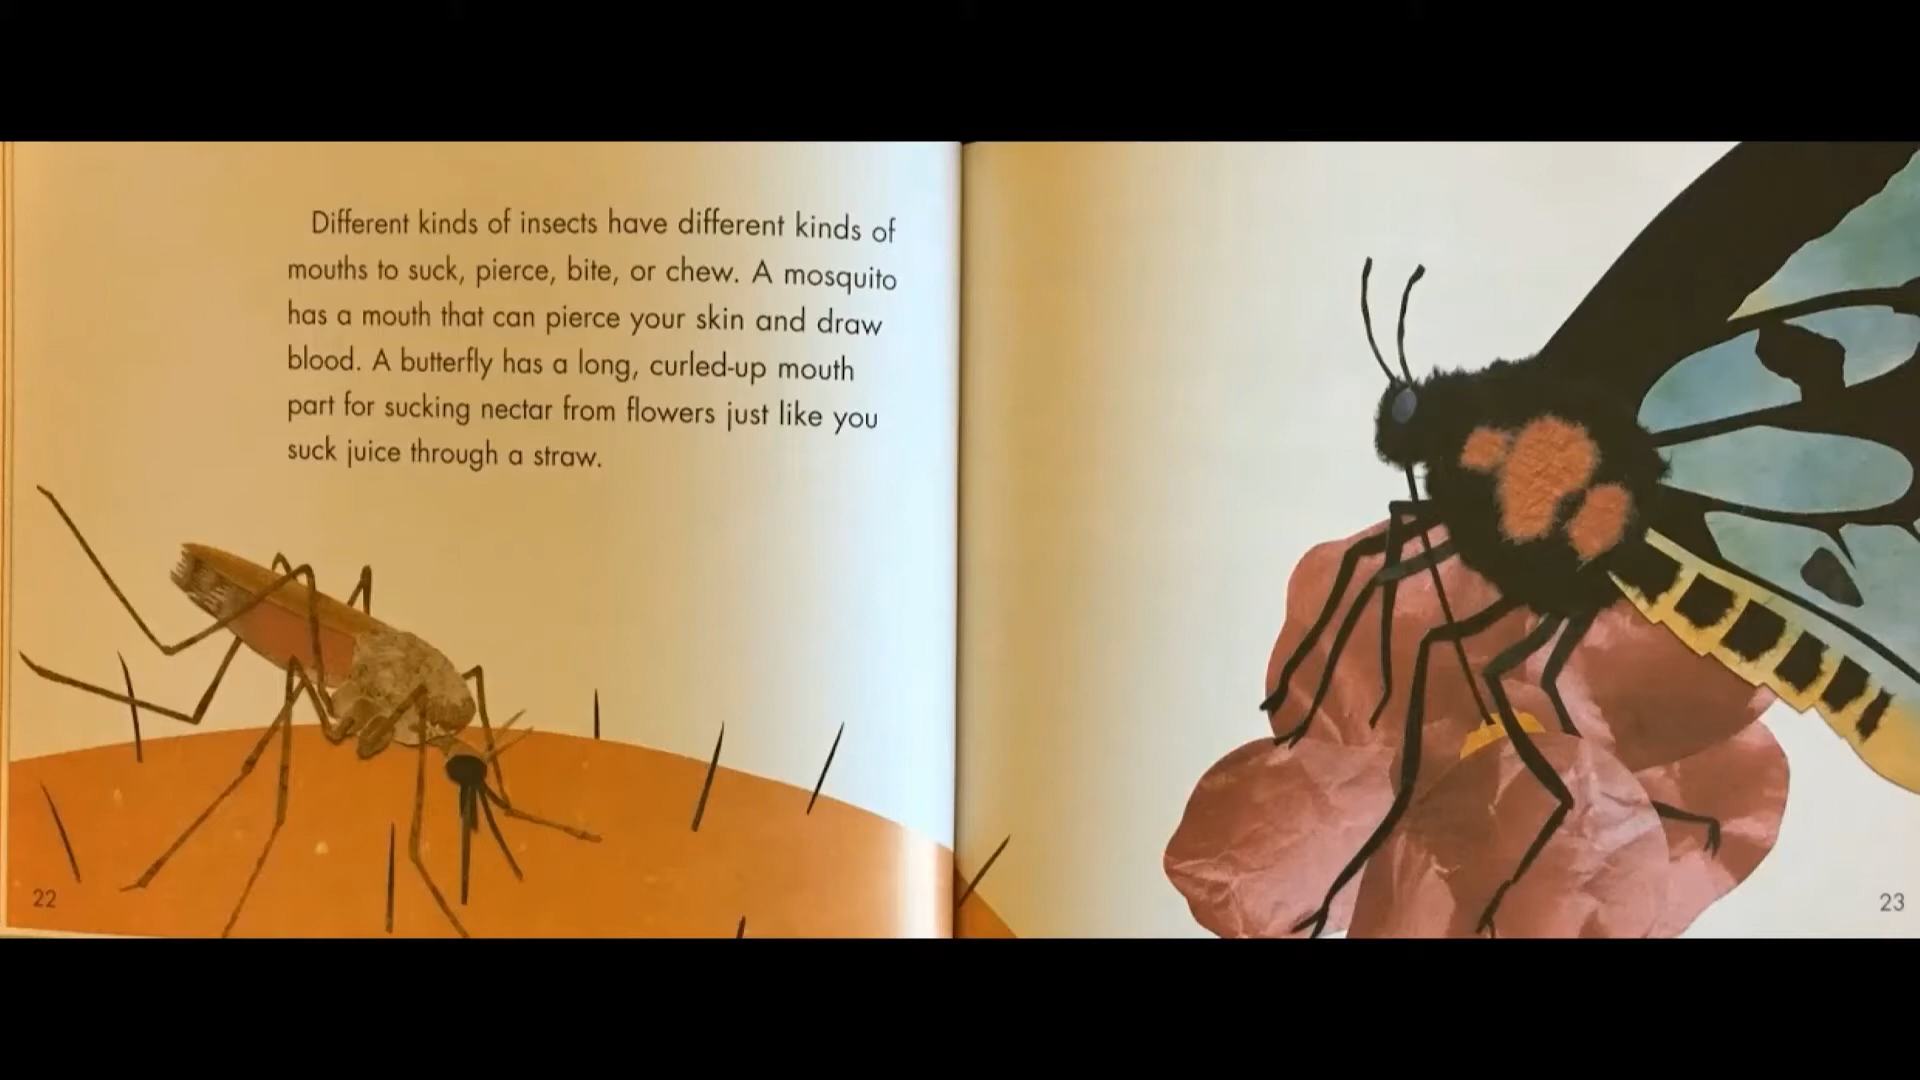 Different kinds of insects have different kinds of
mouths to suck, pierce, bite, or chew. A mosquito
has a mouth that can pierce your skin and draw
blood. A butterfly has a long, curled-up mouth
part for sucking nectar from flowers just like you
suck juice through a straw.
22
23